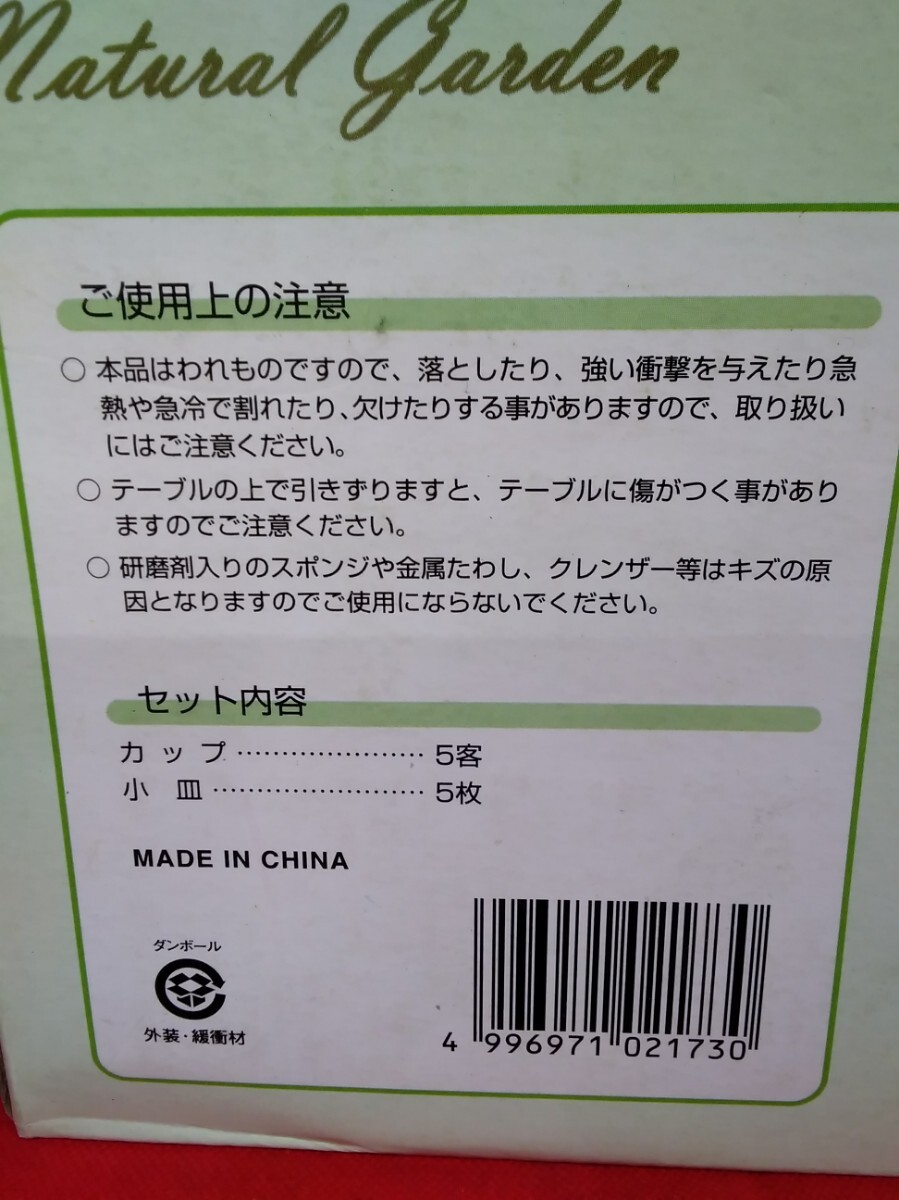 Natural Garden
ご使用上の注意
○ 本品はわれものですので、落としたり、強い衝撃を与えたり急
熱や急冷で割れたり、欠けたりする事がありますので、取り扱い
にはご注意ください。
○ テーブルの上で引きずりますと、テーブルに傷がつく事があり
ますのでご注意ください。
○ 研磨剤入りのスポンジや金属たわし、クレンザー等はキズの原
因となりますのでご使用にならないでください。
セット内容
カップ…………………5客
小皿……………………5枚
MADE IN CHINA
ダンボール
外装・緩衝材
4 996971 021730